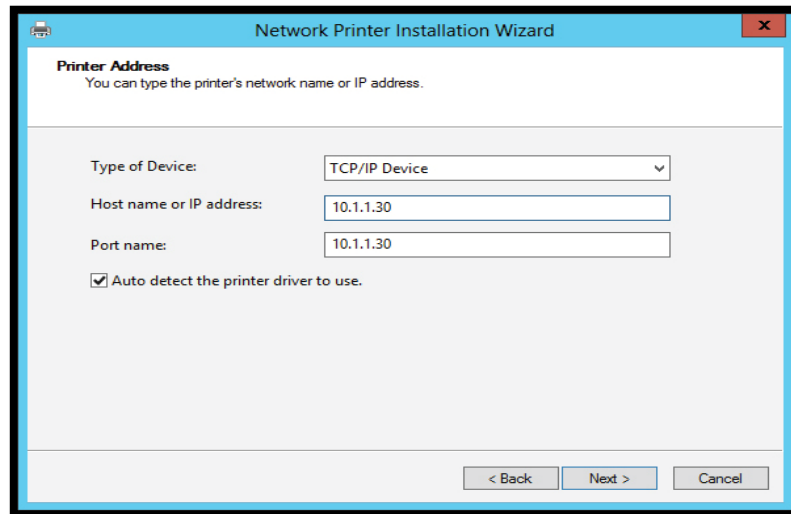 Network Printer Installation Wizard
x
Printer Address
You can type the printer's network name or IP address.
Type of Device: TCP/IP Device
Host name or IP address: 10.1.1.30
Port name: 10.1.1.30
Auto detect the printer driver to use.
< Back Next > Cancel